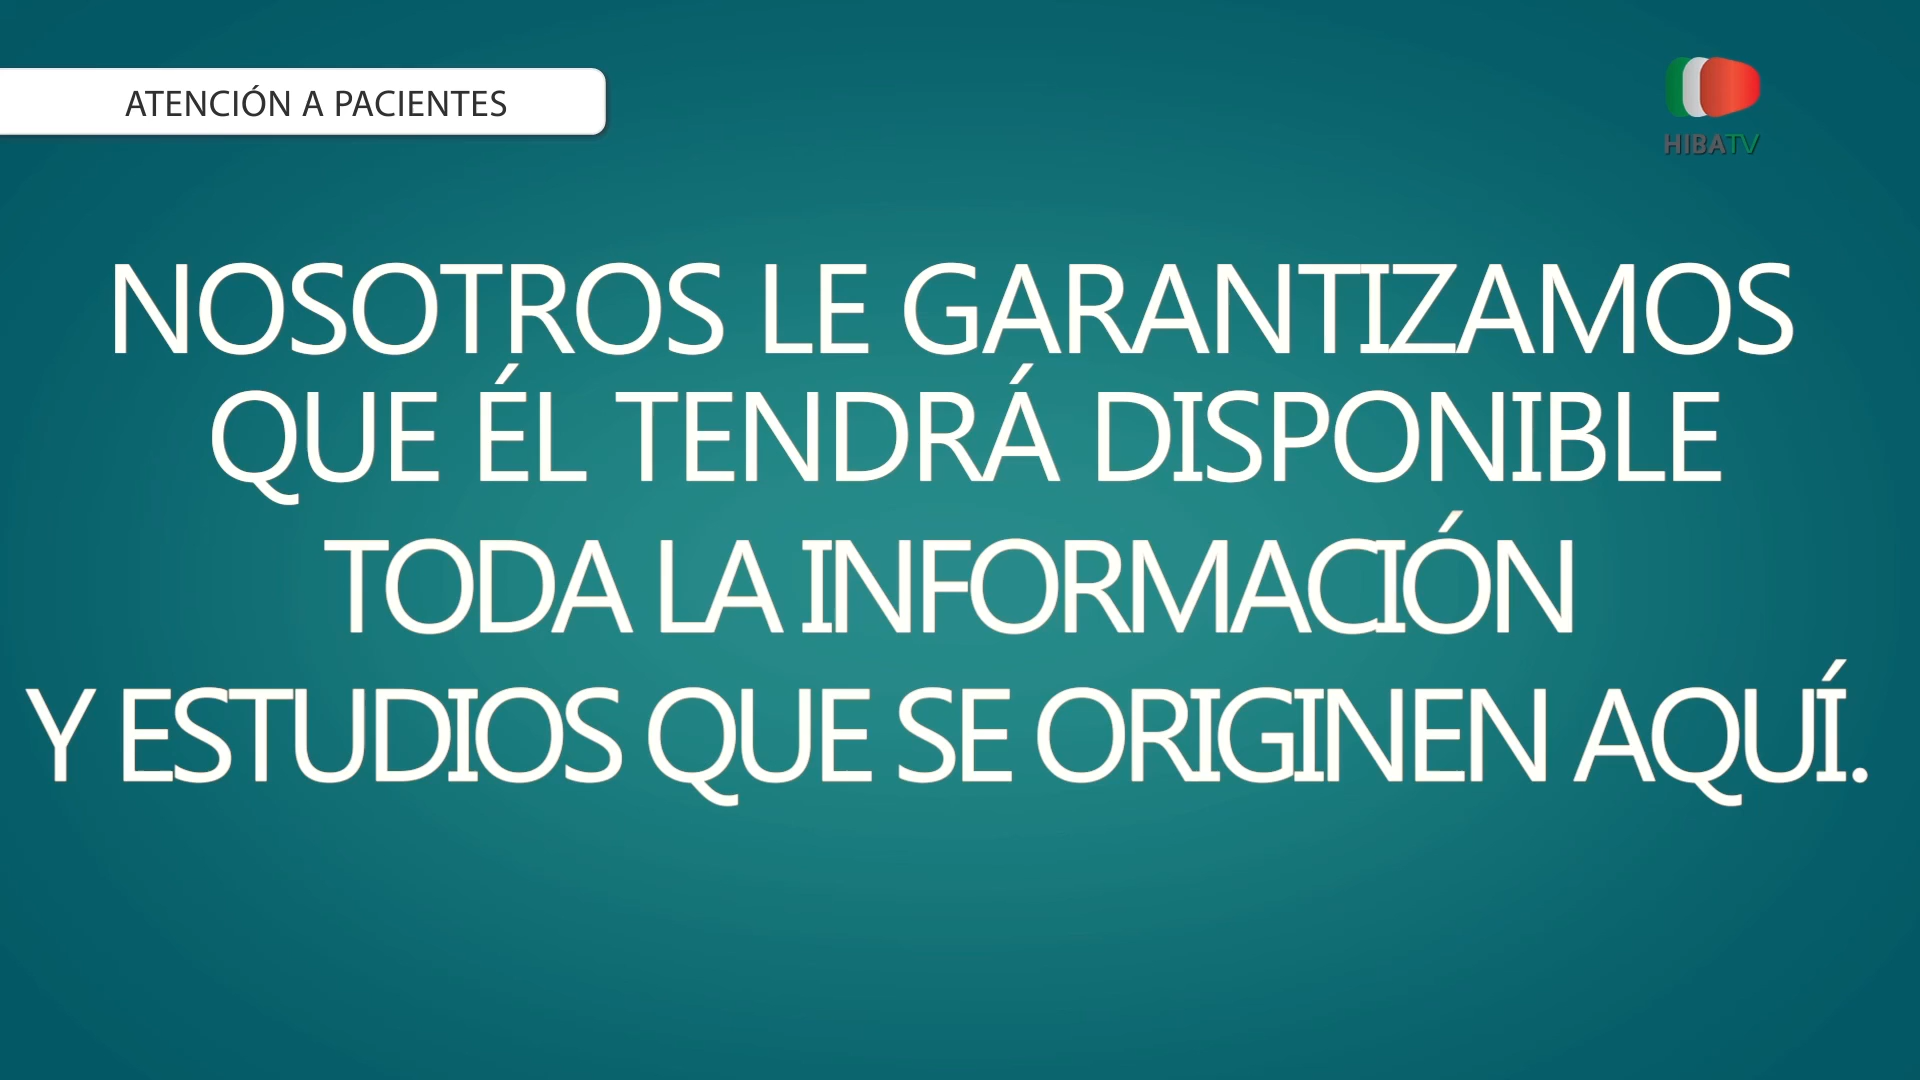 ATENCIÓN A PACIENTES
HIBATV
NOSOTROS LE GARANTIZAMOS
QUE ÉL TENDRÁ DISPONIBLE
TODA LA INFORMACIÓN
Y ESTUDIOS QUE SE ORIGINEN AQUÍ.